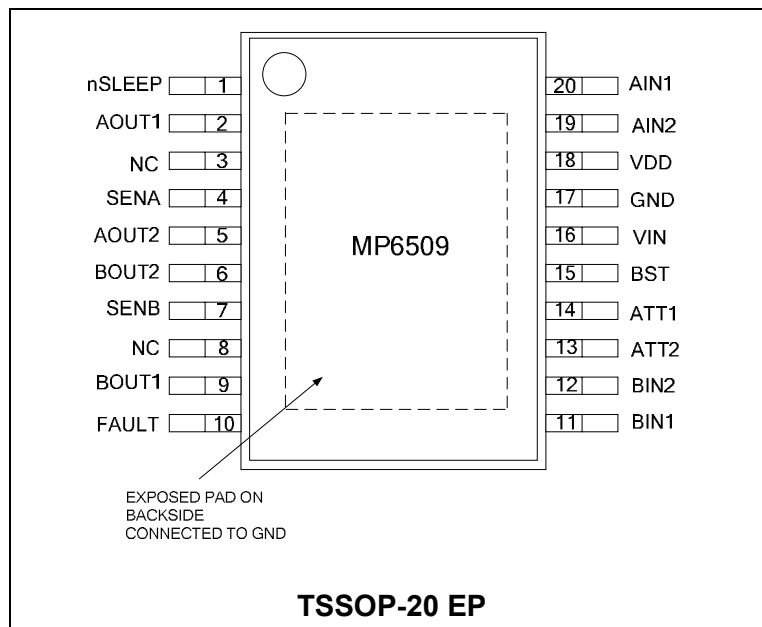 nSLEEP 1
AOUT1 2
NC 3
SENA 4
AOUT2 5
BOUT2 6
SENB 7
NC 8
BOUT1 9
FAULT 10
MP6509
20 AIN1
19 AIN2
18 VDD
17 GND
16 VIN
15 BST
14 ATT1
13 ATT2
12 BIN2
11 BIN1
EXPOSED PAD ON
BACKSIDE
CONNECTED TO GND
TSSOP-20 EP